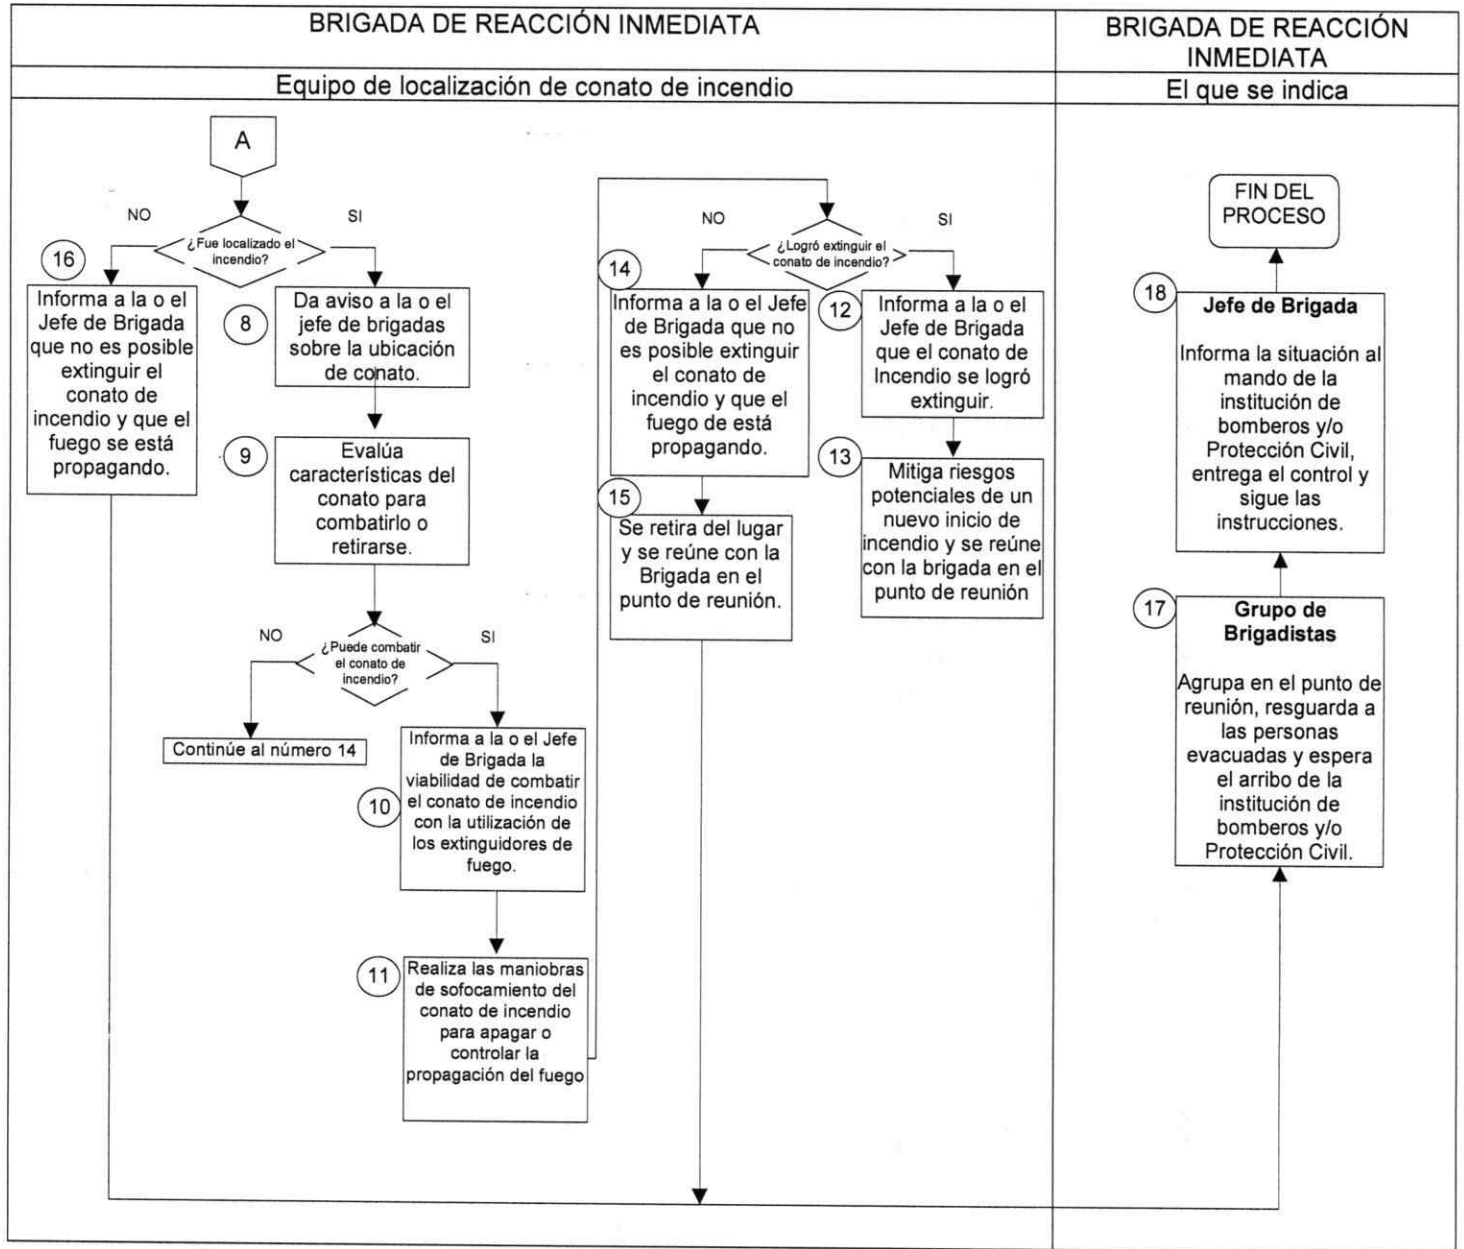 BRIGADA DE REACCIÓN INMEDIATA
BRIGADA DE REACCIÓN
INMEDIATA
Equipo de localización de conato de incendio
El que se indica
A
NO
SI
¿Fue localizado el
incendio?
16
Informa a la o el
Jefe de Brigada
que no es posible
extinguir el
conato de
incendio y que el
fuego se está
propagando.
8
Da aviso a la o el
jefe de brigadas
sobre la ubicación
de conato.
9
Evalúa
características del
conato para
combatirlo o
retirarse.
NO
SI
¿Puede combatir
el conato de
incendio?
Continúe al número 14
10
Informa a la o el Jefe
de Brigada la
viabilidad de combatir
el conato de incendio
con la utilización de
los extinguidores de
fuego.
11
Realiza las maniobras
de sofocamiento del
conato de incendio
para apagar o
controlar la
propagación del fuego
NO
SI
¿Logró extinguir el
conato de incendio?
14
Informa a la o el Jefe
de Brigada que no
es posible extinguir
el conato de
incendio y que el
fuego de está
propagando.
15
Se retira del lugar
y se reúne con la
Brigada en el
punto de reunión.
12
Informa a la o el
Jefe de Brigada
que el conato de
Incendio se logró
extinguir.
13
Mitiga riesgos
potenciales de un
nuevo inicio de
incendio y se reúne
con la brigada en el
punto de reunión
FIN DEL
PROCESO
18
Jefe de Brigada
Informa la situación al
mando de la
institución de
bomberos y/o
Protección Civil,
entrega el control y
sigue las
instrucciones.
17
Grupo de
Brigadistas
Agrupa en el punto de
reunión, resguarda a
las personas
evacuadas y espera
el arribo de la
institución de
bomberos y/o
Protección Civil.